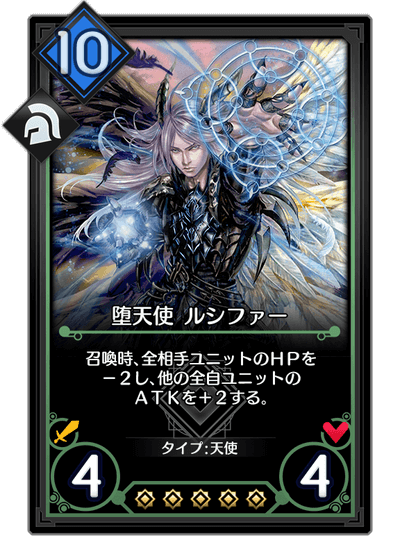 10
堕天使 ルシファー
召喚時、全相手ユニットのＨＰを
－２し、他の全自ユニットの
ＡＴＫを＋２する。
タイプ:天使
4 4